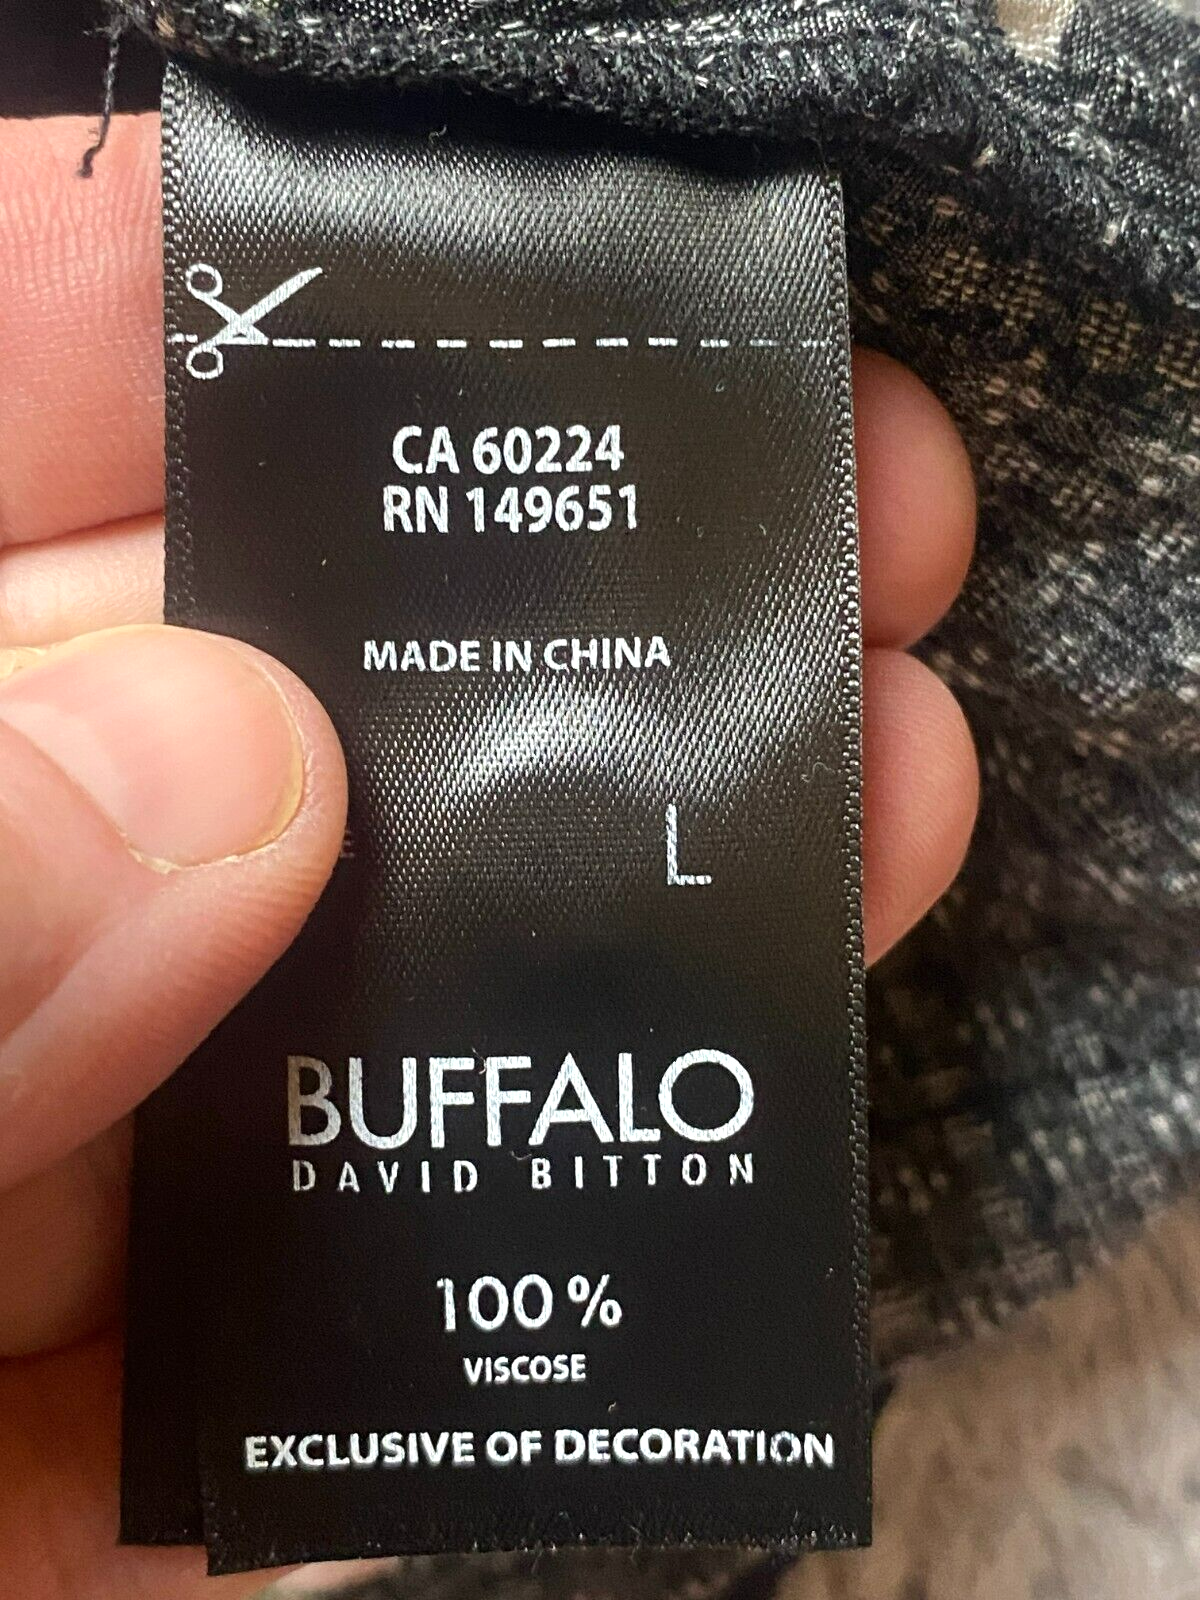 CA 60224
RN 149651
MADE IN CHINA
L
BUFFALO
DAVID BITTON
100 %
VISCOSE
EXCLUSIVE OF DECORATION